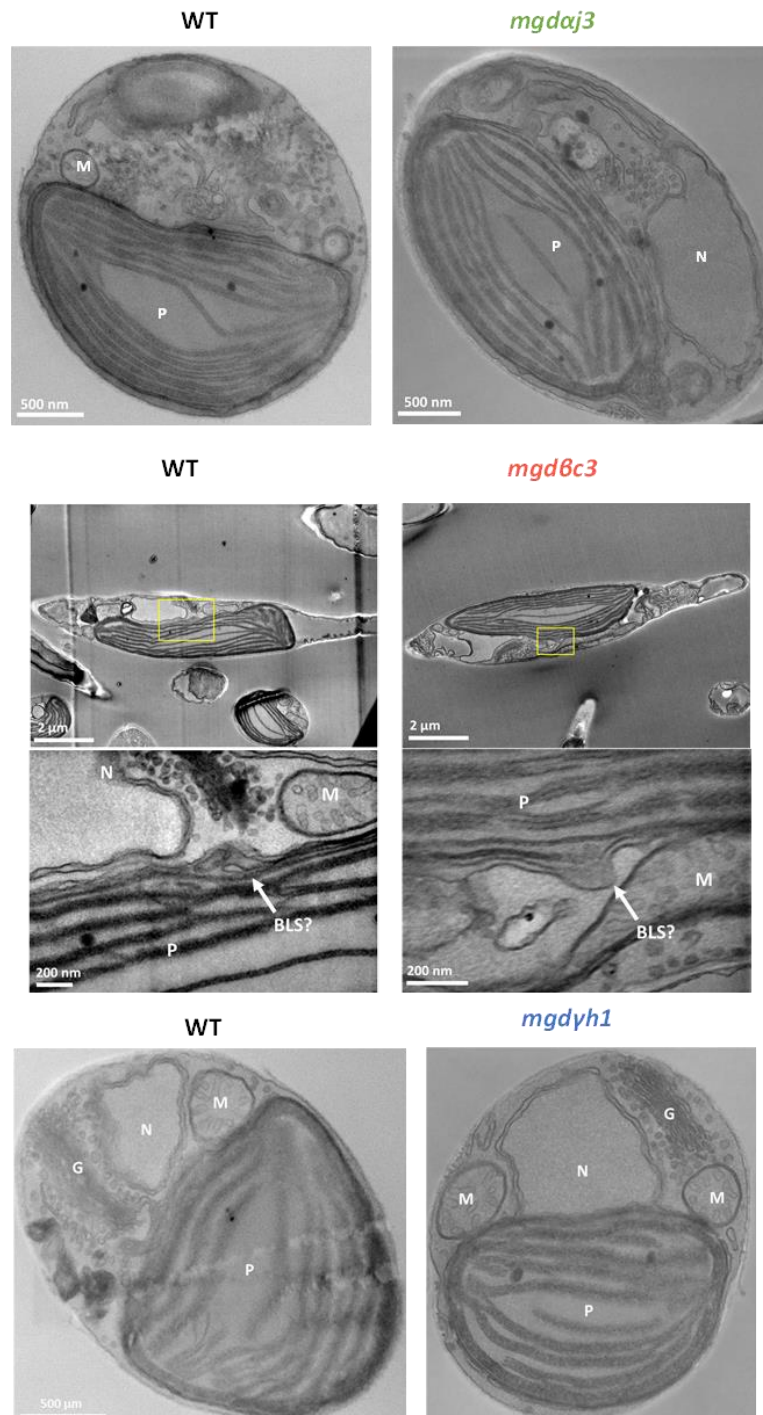 WT
mgdαj3
M
P
500 nm
P
N
500 nm
WT
mgdβc3
2 µm
2 µm
N
M
BLS?
P
200 nm
P
M
BLS?
200 nm
WT
mgdγh1
M
N
G
P
500 µm
G
N
M
M
P